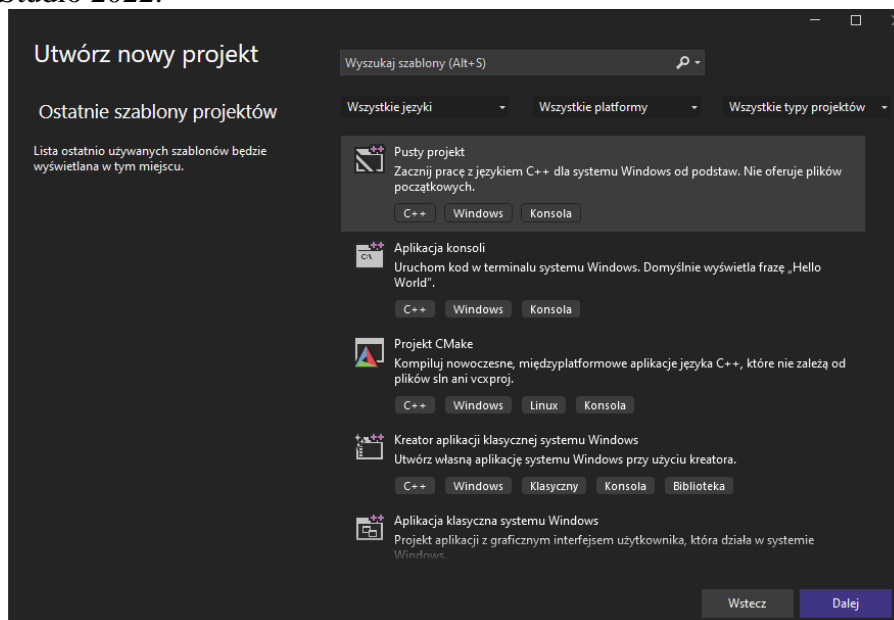 Studio 2022.
Utwórz nowy projekt
Wyszukaj szablony (Alt+S)
Ostatnie szablony projektów
Wszystkie języki
Wszystkie platformy
Wszystkie typy projektów
Lista ostatnio używanych szablonów będzie
wyświetlana w tym miejscu.
Pusty projekt
Zacznij pracę z językiem C++ dla systemu Windows od podstaw. Nie oferuje plików
początkowych.
C++ Windows Konsola
Aplikacja konsoli
Uruchom kod w terminalu systemu Windows. Domyślnie wyświetla frazę „Hello
World”.
C++ Windows Konsola
Projekt CMake
Kompiluj nowoczesne, międzyplatformowe aplikacje języka C++, które nie zależą od
plików sln ani vcxproj.
C++ Windows Linux Konsola
Kreator aplikacji klasycznej systemu Windows
Utwórz własną aplikację systemu Windows przy użyciu kreatora.
C++ Windows Klasyczny Konsola Biblioteka
Aplikacja klasyczna systemu Windows
Projekt aplikacji z graficznym interfejsem użytkownika, która działa w systemie
Windows.
Wstecz
Dalej